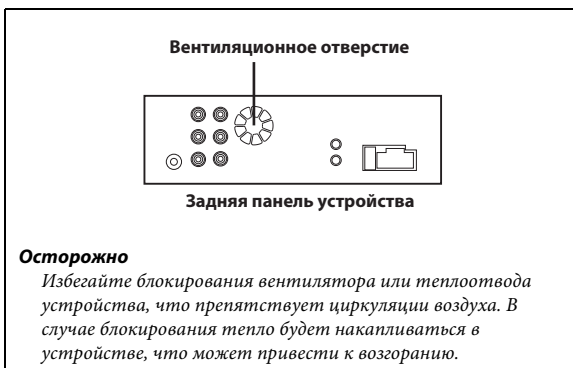 Вентиляционное отверстие
Задняя панель устройства
Осторожно
Избегайте блокирования вентилятора или теплоотвода
устройства, что препятствует циркуляции воздуха. В
случае блокирования тепло будет накапливаться в
устройстве, что может привести к возгоранию.